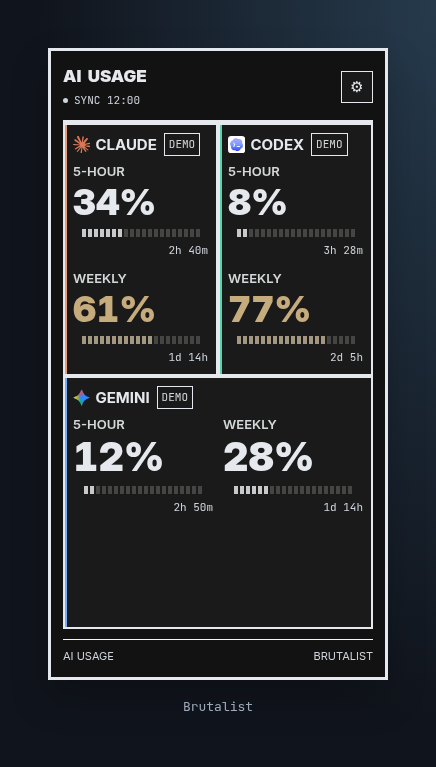 AI USAGE
SYNC 12:00
CLAUDE DEMO
5-HOUR
34%
2h 40m
WEEKLY
61%
1d 14h
CODEX DEMO
5-HOUR
8%
3h 28m
WEEKLY
77%
2d 5h
GEMINI DEMO
5-HOUR
12%
2h 50m
WEEKLY
28%
1d 14h
AI USAGE
BRUTALIST
Brutalist